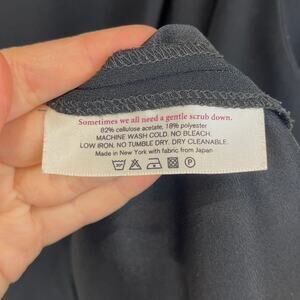 Sometimes we all need a gentle scrub down.
82% cellulose acetate, 18% polyester
MACHINE WASH COLD. NO BLEACH.
LOW IRON. NO TUMBLE DRY. DRY CLEANABLE.
Made in New York with fabric from Japan